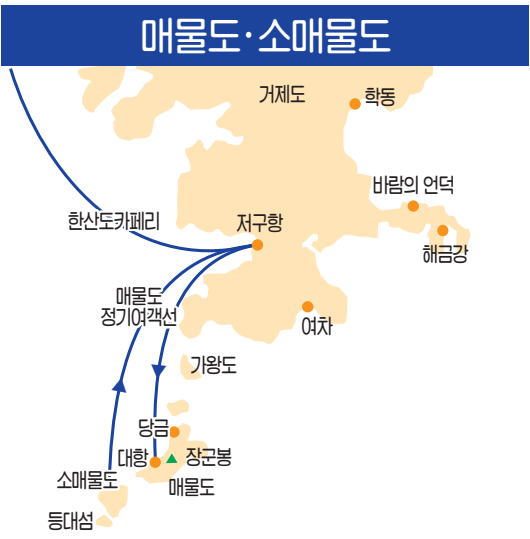 매물도·소매물도
거제도
학동
바람의 언덕
한산도카페리
저구항
해금강
매물도
정기여객선
여차
가왕도
당금
대항
장군봉
소매물도
매물도
등대섬